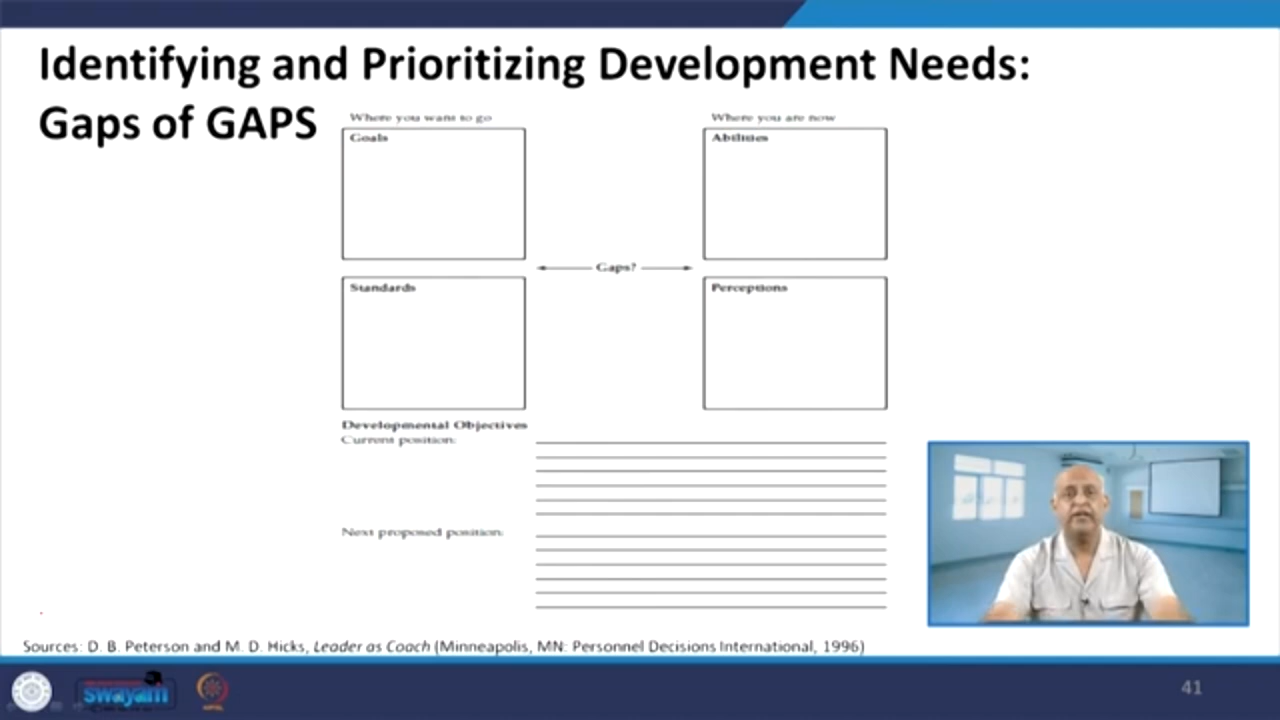 Identifying and Prioritizing Development Needs:
Gaps of GAPS
Where you want to go
Where you are now
Goals
Abilities
Gaps?
Standards
Perceptions
Developmental Objectives
Current position:
Next proposed position:
Sources: D. B. Peterson and M. D. Hicks, Leader as Coach (Minneapolis, MN: Personnel Decisions International, 1996)
swayam
41